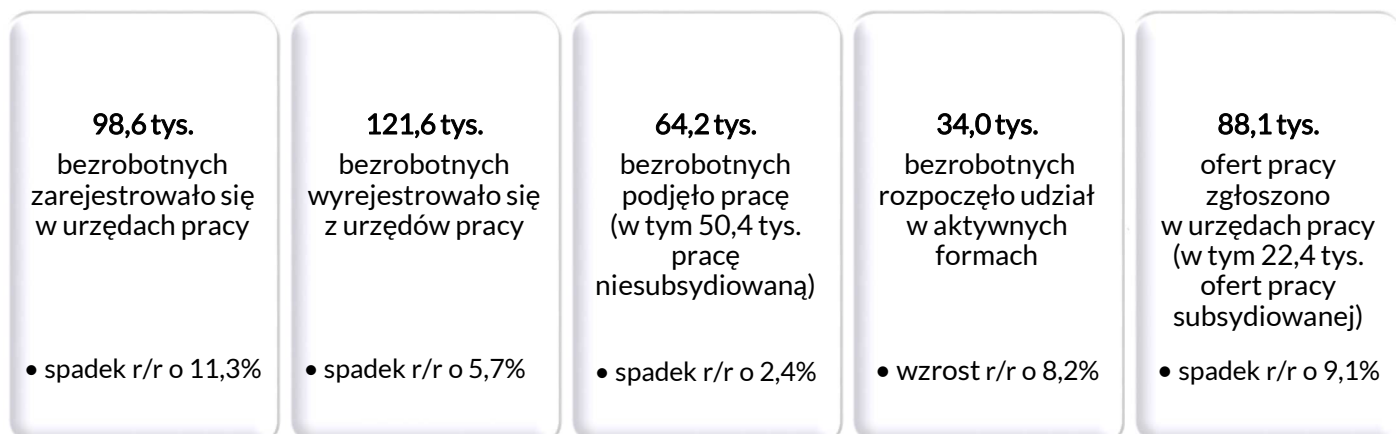 98,6 tys.
bezrobotnych
zarejestrowało się
w urzędach pracy
• spadek r/r o 11,3%
121,6 tys.
bezrobotnych
wyrejestrowało się
z urzędów pracy
• spadek r/r o 5,7%
64,2 tys.
bezrobotnych
podjęło pracę
(w tym 50,4 tys.
pracę
niesubsydiowaną)
• spadek r/r o 2,4%
34,0 tys.
bezrobotnych
rozpoczęło udział
w aktywnych
formach
• wzrost r/r o 8,2%
88,1 tys.
ofert pracy
zgłoszono
w urzędach pracy
(w tym 22,4 tys.
ofert pracy
subsydiowanej)
• spadek r/r o 9,1%